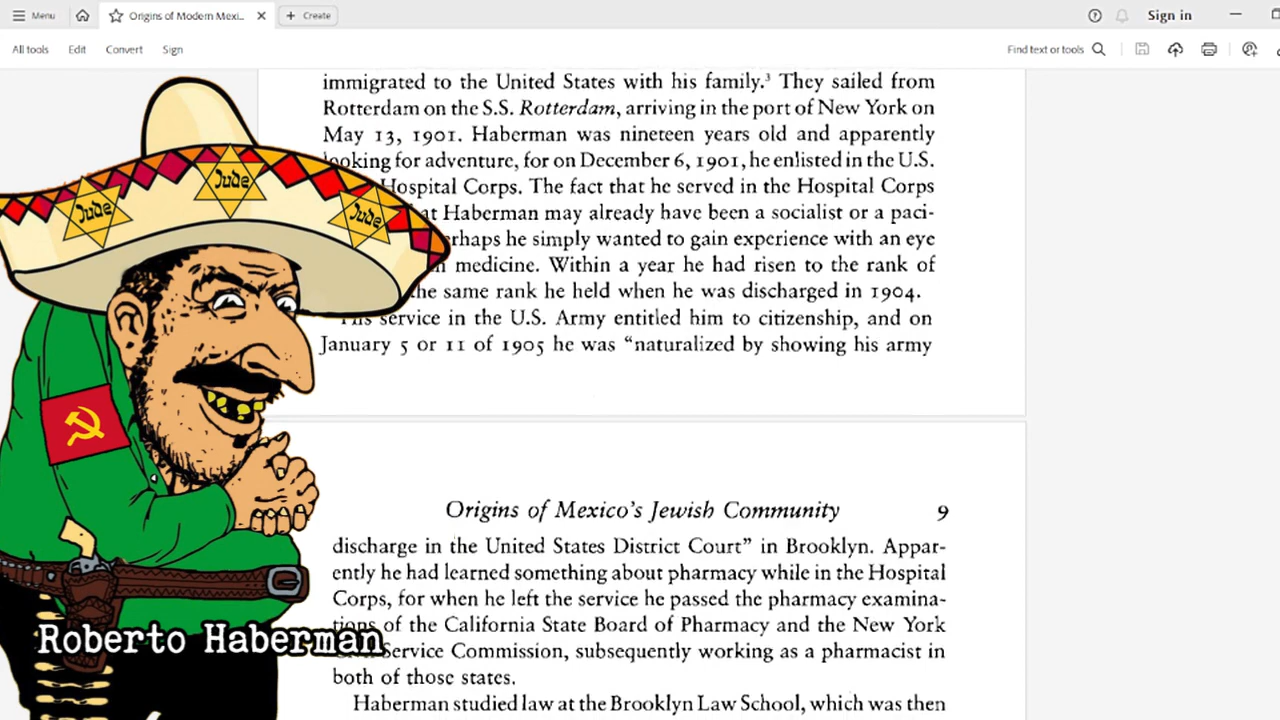 Menu
Origins of Modern Mexi...
Create
Sign in
All tools
Edit
Convert
Sign
Find text or tools
immigrated to the United States with his family.³ They sailed from
Rotterdam on the S.S. Rotterdam, arriving in the port of New York on
May 13, 1901. Haberman was nineteen years old and apparently
looking for adventure, for on December 6, 1901, he enlisted in the U.S.
Hospital Corps. The fact that he served in the Hospital Corps
at Haberman may already have been a socialist or a paci-
erhaps he simply wanted to gain experience with an eye
medicine. Within a year he had risen to the rank of
the same rank he held when he was discharged in 1904.
His service in the U.S. Army entitled him to citizenship, and on
January 5 or 11 of 1905 he was “naturalized by showing his army
Jude
Jude
Jude
Origins of Mexico's Jewish Community 9
discharge in the United States District Court” in Brooklyn. Appar-
ently he had learned something about pharmacy while in the Hospital
Corps, for when he left the service he passed the pharmacy examina-
tions of the California State Board of Pharmacy and the New York
Service Commission, subsequently working as a pharmacist in
both of those states.
Haberman studied law at the Brooklyn Law School, which was then
Roberto Haberman